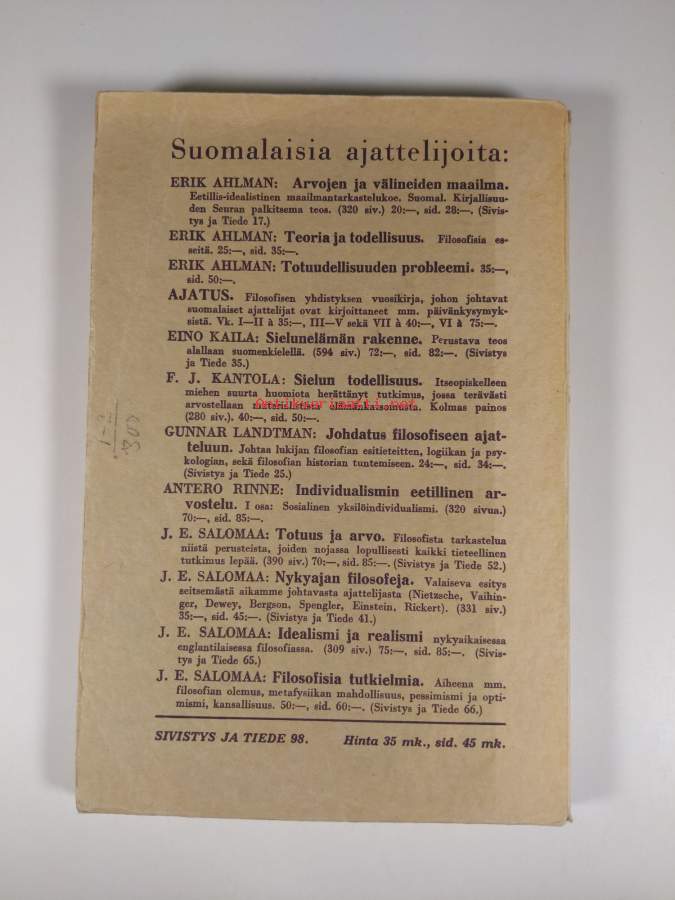 Suomalaisia ajattelijoita:
ERIK AHLMAN: Arvojen ja välineiden maailma.
Eetillis-idealistinen maailmantarkastelukoe. Suomal. Kirjallisuu-
den Seuran palkitsema teos. (320 siv.) 20:—, sid. 28:—. (Sivis-
tys ja Tiede 17.)
ERIK AHLMAN: Teoria ja todellisuus. Filosofisia es-
seitä. 25:—, sid. 35:—.
ERIK AHLMAN: Totuudellisuuden probleemi. 35:—,
sid. 50:—.
AJATUS. Filosofisen yhdistyksen vuosikirja, johon johtavat
suomalaiset ajattelijat ovat kirjoittaneet mm. päivänkysymyk-
sistä. Vk. I—II à 35:—, III—V sekä VII à 40:—, VI à 75:—.
EINO KAILA: Sielunelämän rakenne. Perustava teos
alallaan suomenkielellä. (594 siv.) 72:—, sid. 82:—. (Sivistys
ja Tiede 35.)
F. J. KANTOLA: Sielun todellisuus. Itseopiskelleen
miehen suurta huomiota herättänyt tutkimus, jossa terävästi
arvostellaan materialistista elämänkatsomusta. Kolmas painos
(280 siv.). 40:—, sid. 50:—.
GUNNAR LANDTMAN: Johdatus filosofiseen ajat-
teluun. Johtaa lukijan filosofian esitieteitten, logiikan ja psy-
kologian, sekä filosofian historian tuntemiseen. 24:—, sid. 34:—.
(Sivistys ja Tiede 25.)
ANTERO RINNE: Individualismin eetillinen ar-
vostelu. I osa: Sosialinen yksilöindividualismi. (320 sivua.)
70:—, sid. 85:—.
J. E. SALOMAA: Totuus ja arvo. Filosofista tarkastelua
niistä perusteista, joiden nojassa lopullisesti kaikki tieteellinen
tutkimus lepää. (390 siv.) 70:—, sid. 85:—. (Sivistys ja Tiede 52.)
J. E. SALOMAA: Nykyajan filosofeja. Valaiseva esitys
seitsemästä aikamme johtavasta ajattelijasta (Nietzsche, Vaihin-
ger, Dewey, Bergson, Spengler, Einstein, Rickert). (331 siv.)
35:—, sid. 45:—. (Sivistys ja Tiede 41.)
J. E. SALOMAA: Idealismi ja realismi nykyaikaisessa
englantilaisessa filosofiassa. (309 siv.) 75:—, sid. 85:—. (Sivis-
tys ja Tiede 65.)
J. E. SALOMAA: Filosofisia tutkielmia. Aiheena mm.
filosofian olemus, metafysiikan mahdollisuus, pessimismi ja opti-
mismi, kansallisuus. 50:—, sid. 60:—. (Sivistys ja Tiede 66.)
SIVISTYS JA TIEDE 98. Hinta 35 mk., sid. 45 mk.